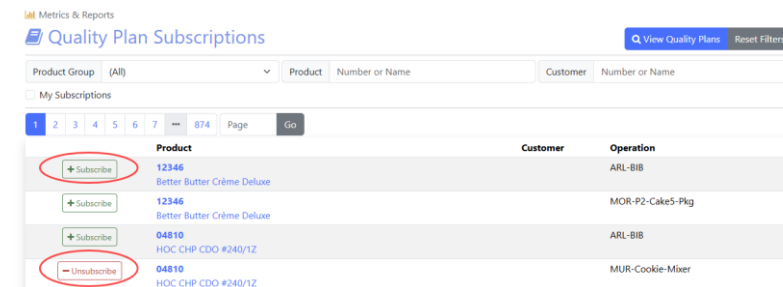 Metrics & Reports
Quality Plan Subscriptions
View Quality Plans Reset Filters
Product Group (All) Product Number or Name Customer Number or Name
My Subscriptions
1 2 3 4 5 6 7 ••• 874 Page Go
Product Customer Operation
+ Subscribe 12346 ARL-BIB
Better Butter Crème Deluxe
+ Subscribe 12346 MOR-P2-Cake5-Pkg
Better Butter Crème Deluxe
+ Subscribe 04810 ARL-BIB
HOC CHP CDO #240/1Z
− Unsubscribe 04810 MUR-Cookie-Mixer
HOC CHP CDO #240/1Z